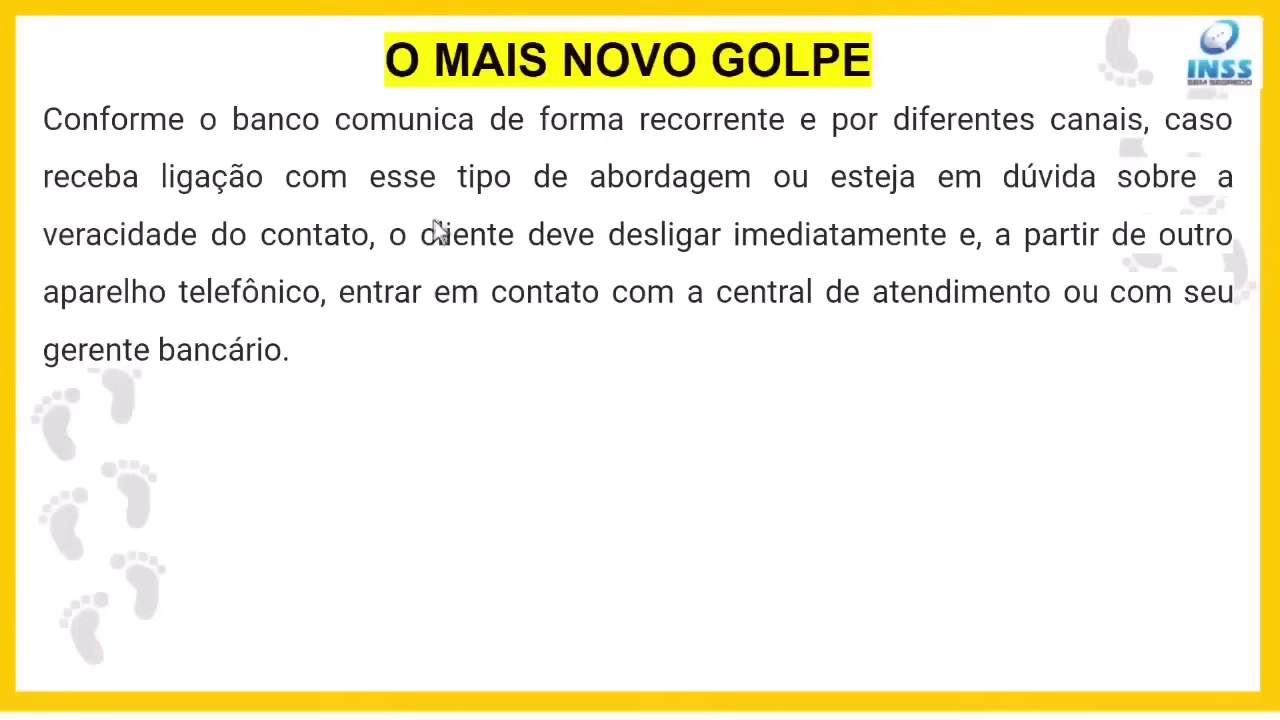 O MAIS NOVO GOLPE
INSS
SEM SEGREDO
Conforme o banco comunica de forma recorrente e por diferentes canais, caso
receba ligação com esse tipo de abordagem ou esteja em dúvida sobre a
veracidade do contato, o cliente deve desligar imediatamente e, a partir de outro
aparelho telefônico, entrar em contato com a central de atendimento ou com seu
gerente bancário.